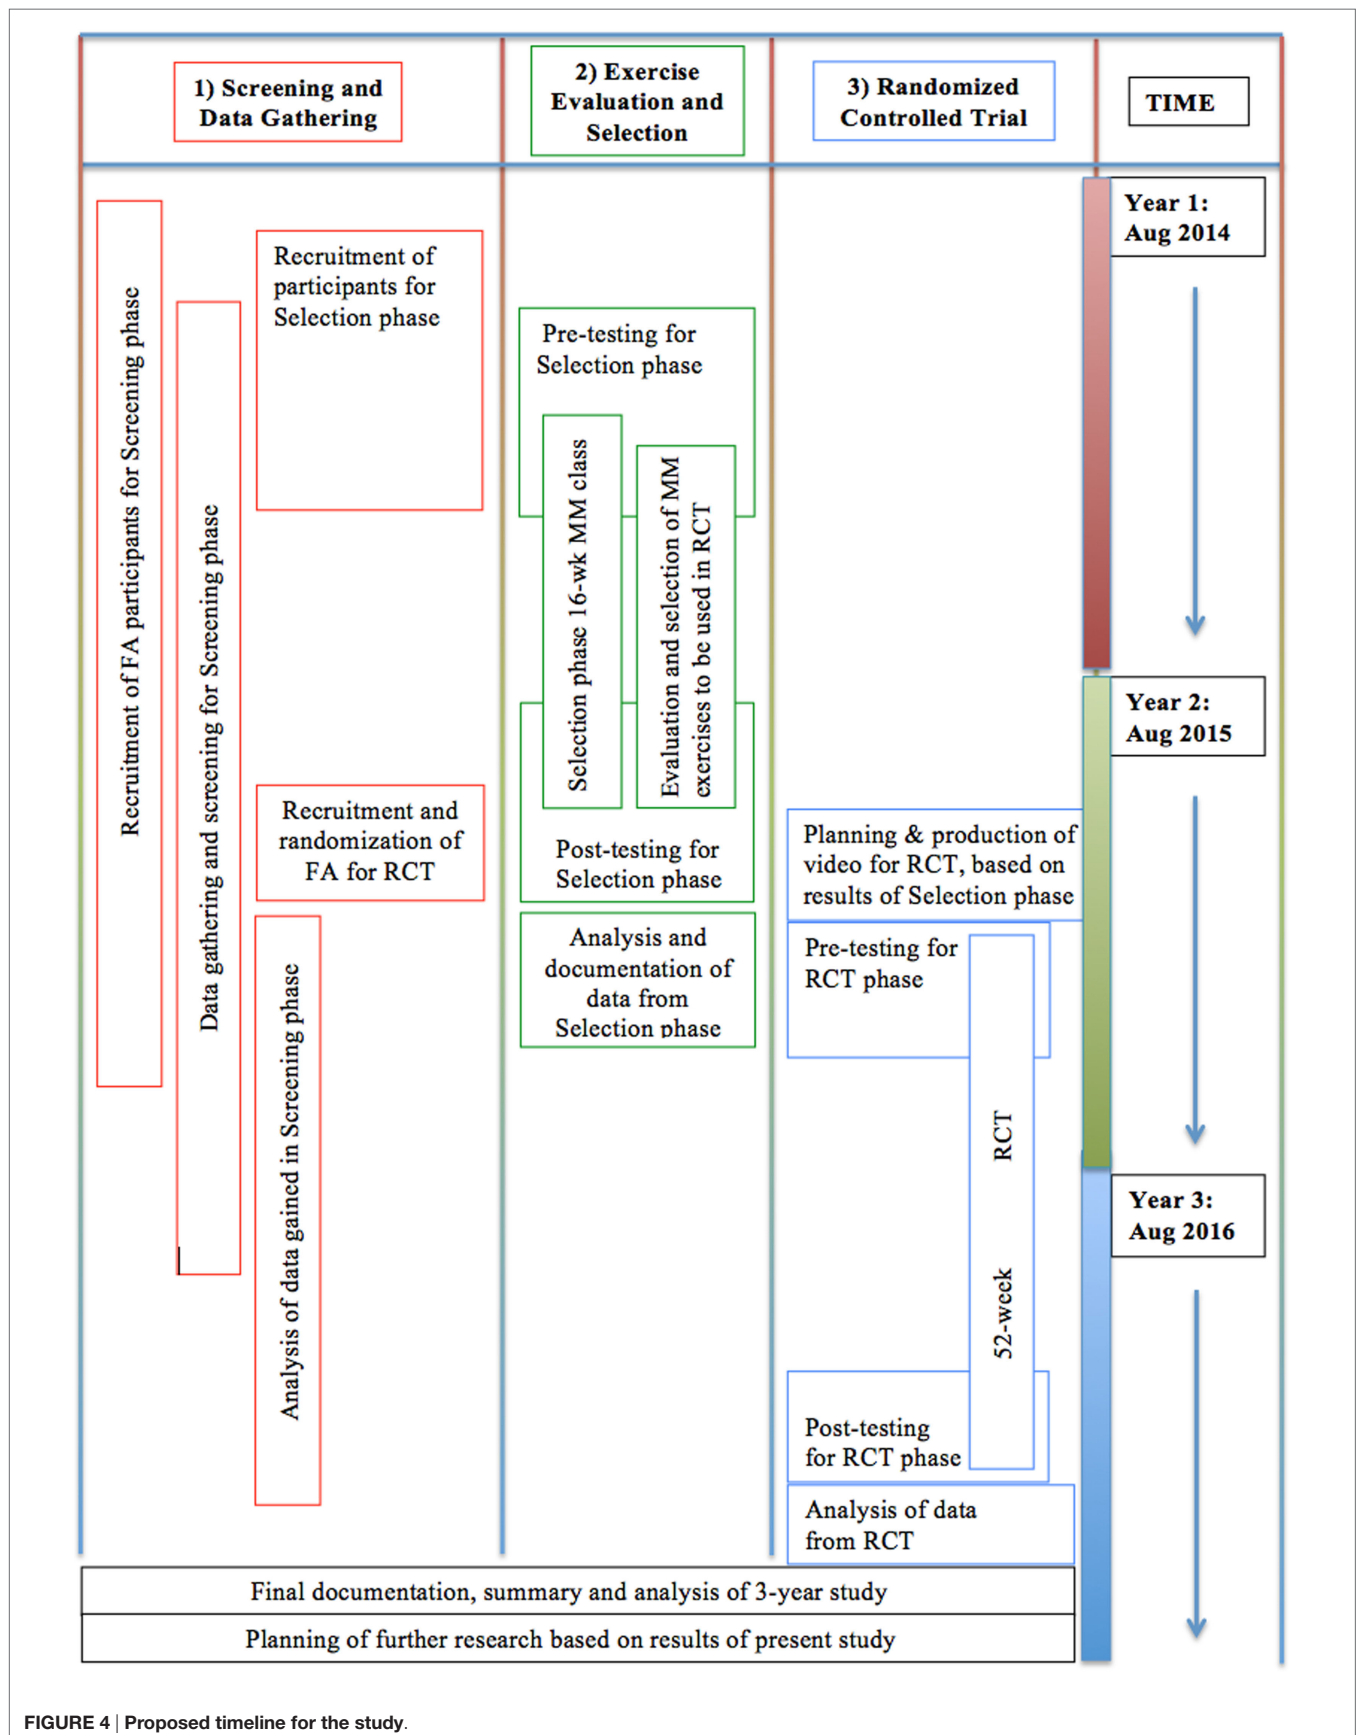 1) Screening and
Data Gathering
2) Exercise
Evaluation and
Selection
3) Randomized
Controlled Trial
TIME
Recruitment of FA participants for Screening phase
Data gathering and screening for Screening phase
Recruitment of
participants for
Selection phase
Recruitment and
randomization of
FA for RCT
Analysis of data gained in Screening phase
Pre-testing for
Selection phase
Selection phase 16-wk MM class
Evaluation and selection of MM
exercises to be used in RCT
Post-testing for
Selection phase
Analysis and
documentation of
data from
Selection phase
Planning & production of
video for RCT, based on
results of Selection phase
Pre-testing for
RCT phase
52-week RCT
Post-testing
for RCT phase
Analysis of data
from RCT
Year 1:
Aug 2014
Year 2:
Aug 2015
Year 3:
Aug 2016
Final documentation, summary and analysis of 3-year study
Planning of further research based on results of present study
FIGURE 4 | Proposed timeline for the study.